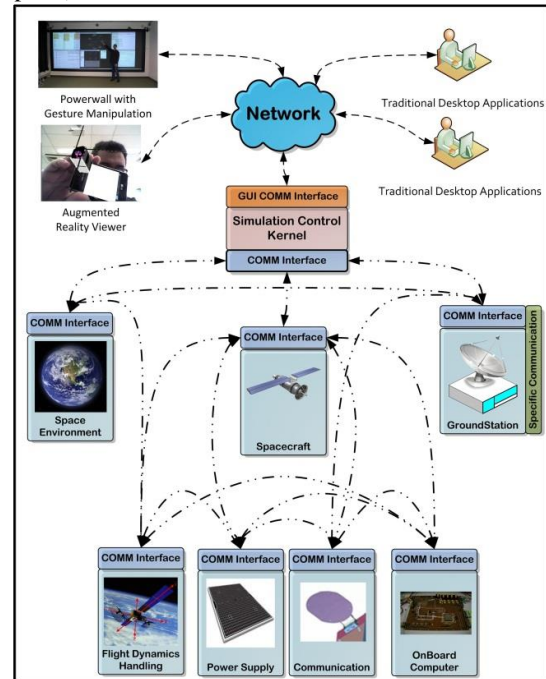 Powerwall with
Gesture Manipulation
Network
Traditional Desktop Applications
Augmented
Reality Viewer
Traditional Desktop Applications
GUI COMM Interface
Simulation Control
Kernel
COMM Interface
COMM Interface
Space
Environment
COMM Interface
Spacecraft
COMM Interface
GroundStation
Specific Communication
COMM Interface
Flight Dynamics
Handling
COMM Interface
Power Supply
COMM Interface
Communication
COMM Interface
OnBoard
Computer